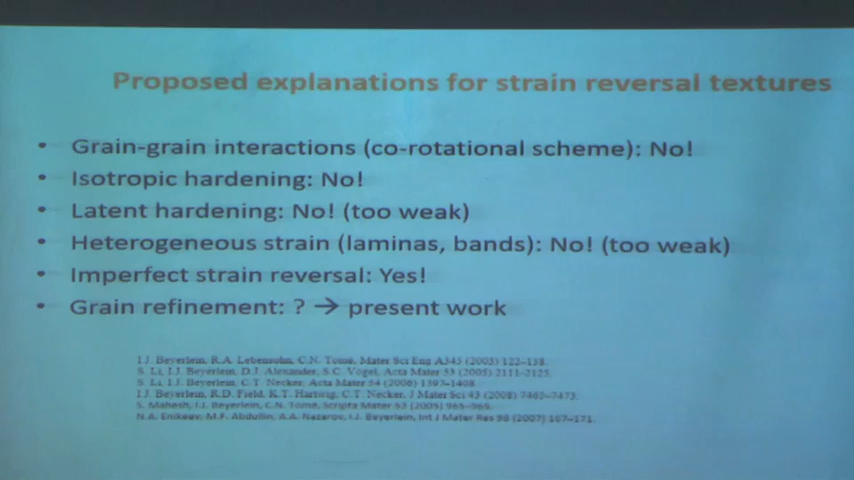 Proposed explanations for strain reversal textures
• Grain-grain interactions (co-rotational scheme): No!
• Isotropic hardening: No!
• Latent hardening: No! (too weak)
• Heterogeneous strain (laminas, bands): No! (too weak)
• Imperfect strain reversal: Yes!
• Grain refinement: ? → present work
I.J. Beyerlein, R.A. Lebensohn, C.N. Tomé, Mater Sci Eng A345 (2003) 122–138.
S. Li, I.J. Beyerlein, D.J. Alexander, S.C. Vogel, Acta Mater 53 (2005) 2111–2125.
S. Li, I.J. Beyerlein, C.T. Necker, Acta Mater 54 (2006) 1397–1408.
I.J. Beyerlein, R.D. Field, K.T. Hartwig, C.T. Necker, J Mater Sci 43 (2008) 7465–7473.
S. Mahesh, I.J. Beyerlein, C.N. Tomé, Scripta Mater 53 (2005) 965–969.
N.A. Enikeev, M.F. Abdullin, A.A. Nazarov, I.J. Beyerlein, Int J Mater Res 98 (2007) 167–171.